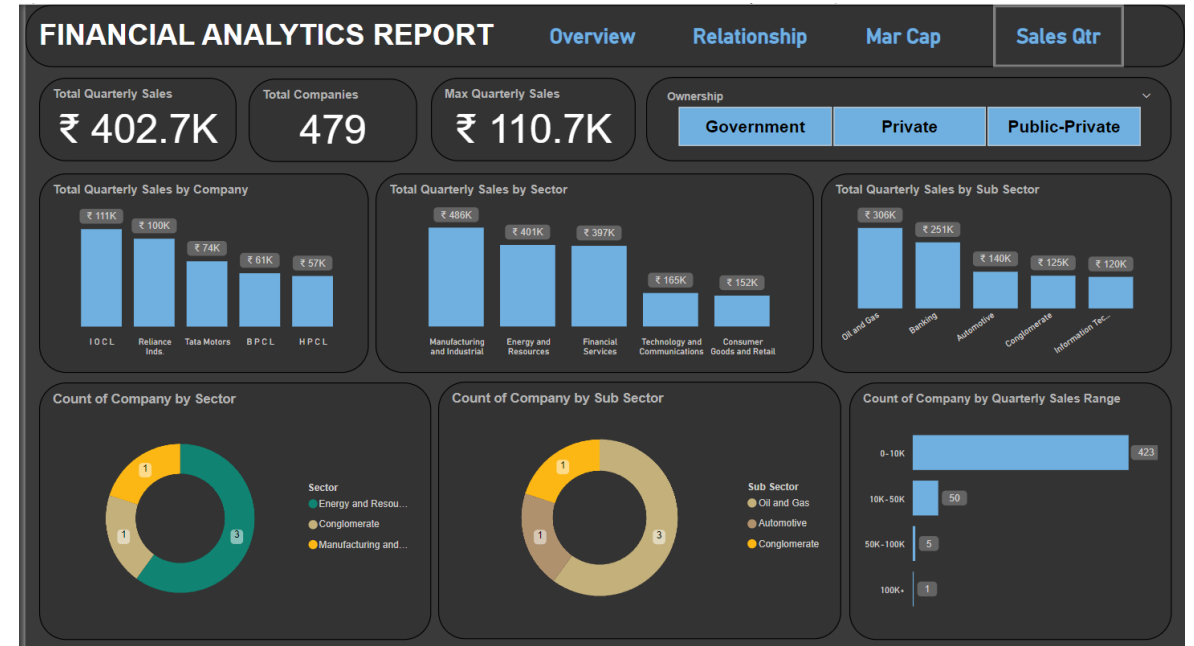 FINANCIAL ANALYTICS REPORT
Overview
Relationship
Mar Cap
Sales Qtr
Total Quarterly Sales
₹ 402.7K
Total Companies
479
Max Quarterly Sales
₹ 110.7K
Ownership
Government
Private
Public-Private
Total Quarterly Sales by Company
₹ 111K
₹ 100K
₹ 74K
₹ 61K
₹ 57K
I O C L
Reliance
Inds.
Tata Motors
B P C L
H P C L
Total Quarterly Sales by Sector
₹ 486K
₹ 401K
₹ 397K
₹ 165K
₹ 152K
Manufacturing
and Industrial
Energy and
Resources
Financial
Services
Technology and
Communications
Consumer
Goods and Retail
Total Quarterly Sales by Sub Sector
₹ 306K
₹ 251K
₹ 140K
₹ 125K
₹ 120K
Oil and Gas
Banking
Automotive
Conglomerate
Information Tec...
Count of Company by Sector
1
1
3
Sector
Energy and Resou...
Conglomerate
Manufacturing and...
Count of Company by Sub Sector
1
1
3
Sub Sector
Oil and Gas
Automotive
Conglomerate
Count of Company by Quarterly Sales Range
0-10K
423
10K-50K
50
50K-100K
5
100K+
1